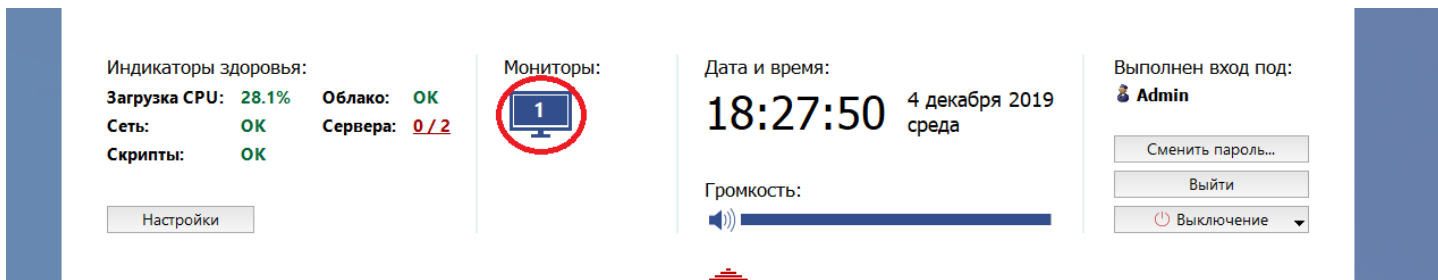 Индикаторы здоровья:
Загрузка CPU: 28.1% Облако: OK
Сеть: OK Сервера: 0 / 2
Скрипты: OK
Настройки
Мониторы:
1
Дата и время:
18:27:50
4 декабря 2019
среда
Громкость:
Выполнен вход под:
Admin
Сменить пароль...
Выйти
Выключение